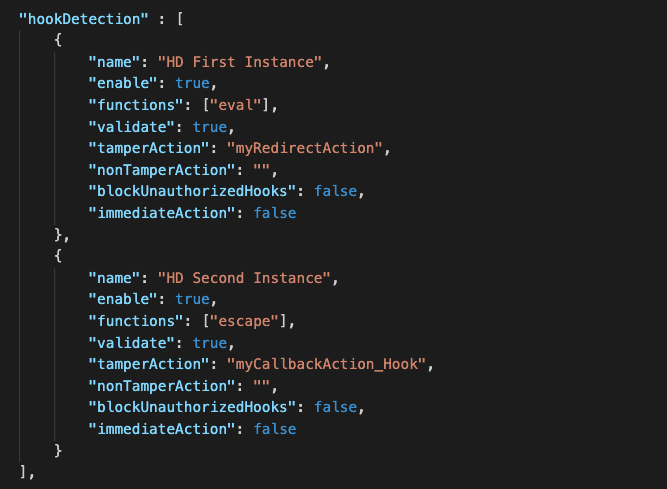 "hookDetection" : [
{
"name": "HD First Instance",
"enable": true,
"functions": ["eval"],
"validate": true,
"tamperAction": "myRedirectAction",
"nonTamperAction": "",
"blockUnauthorizedHooks": false,
"immediateAction": false
},
{
"name": "HD Second Instance",
"enable": true,
"functions": ["escape"],
"validate": true,
"tamperAction": "myCallbackAction_Hook",
"nonTamperAction": "",
"blockUnauthorizedHooks": false,
"immediateAction": false
}
],